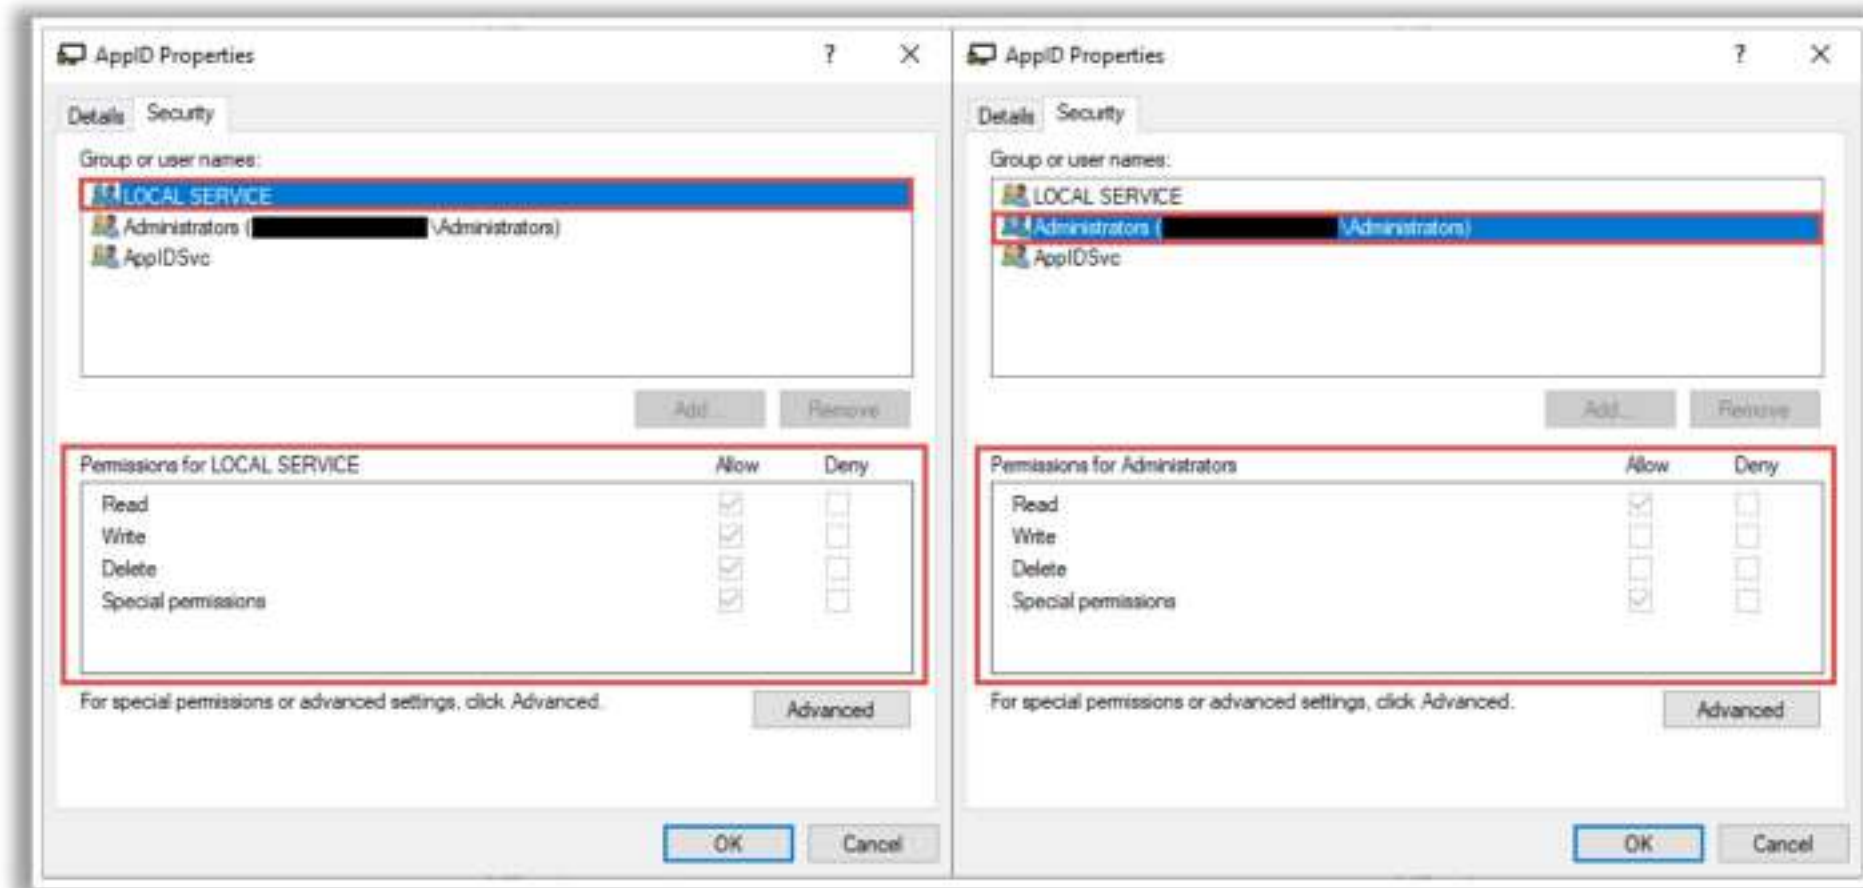 AppID Properties ? X
Details Security
Group or user names:
LOCAL SERVICE
Administrators ( \Administrators)
AppIDSvc
Add... Remove
Permissions for LOCAL SERVICE Allow Deny
Read
Write
Delete
Special permissions
For special permissions or advanced settings, click Advanced.
Advanced
OK Cancel
AppID Properties ? X
Details Security
Group or user names:
LOCAL SERVICE
Administrators ( \Administrators)
AppIDSvc
Add... Remove
Permissions for Administrators Allow Deny
Read
Write
Delete
Special permissions
For special permissions or advanced settings, click Advanced.
Advanced
OK Cancel